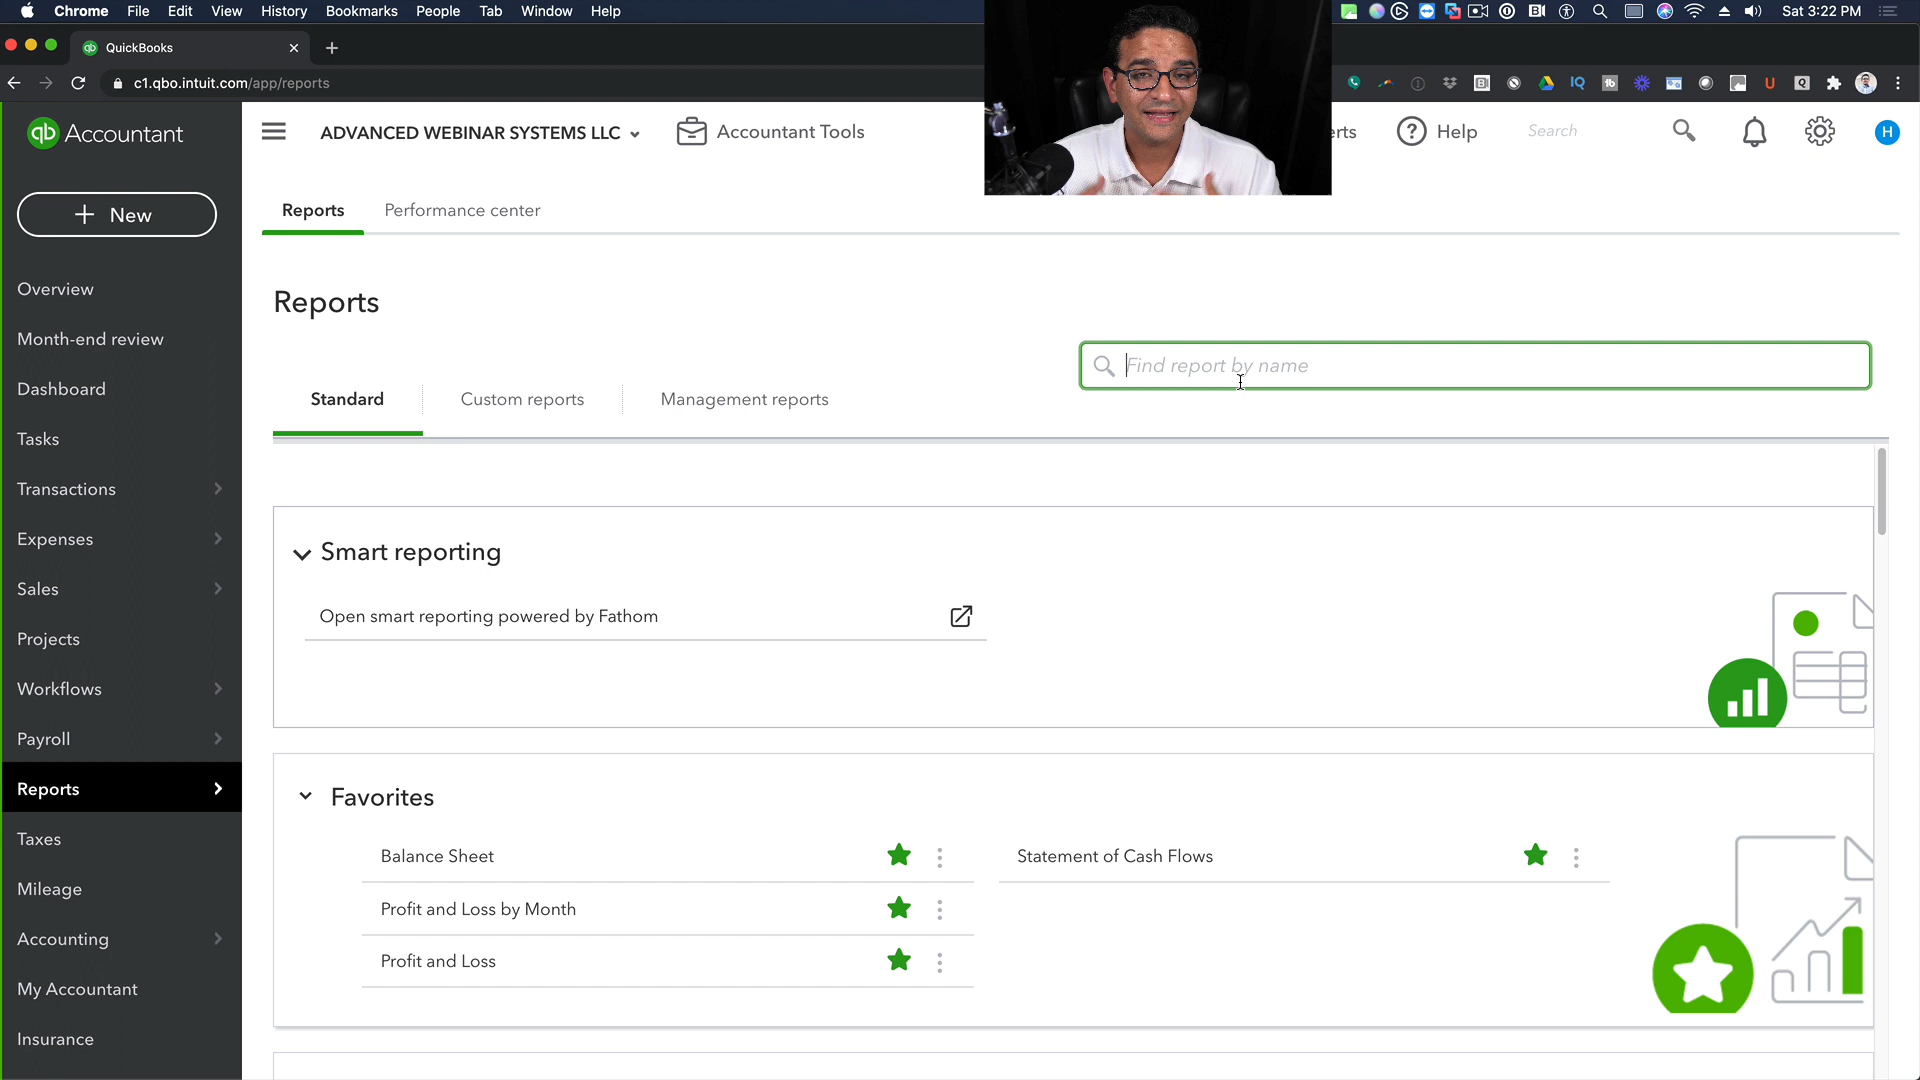 Chrome File Edit View History Bookmarks People Tab Window Help
Sat 3:22 PM
QuickBooks
c1.qbo.intuit.com/app/reports
qb Accountant
ADVANCED WEBINAR SYSTEMS LLC
Accountant Tools
erts
Help
Search
H
+ New
Reports
Performance center
Overview
Month-end review
Dashboard
Tasks
Transactions
Expenses
Sales
Projects
Workflows
Payroll
Reports
Taxes
Mileage
Accounting
My Accountant
Insurance
Reports
Find report by name
Standard
Custom reports
Management reports
Smart reporting
Open smart reporting powered by Fathom
Favorites
Balance Sheet
Statement of Cash Flows
Profit and Loss by Month
Profit and Loss